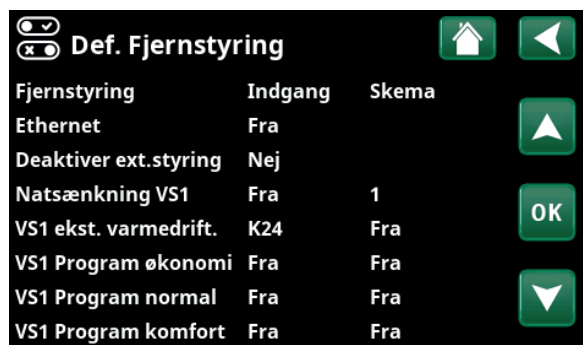 Def. Fjernstyring
Fjernstyring Indgang Skema
Ethernet Fra
Deaktiver ext.styring Nej
Natsænkning VS1 Fra 1
OK
VS1 ekst. varmedrift. K24 Fra
VS1 Program økonomi Fra Fra
VS1 Program normal Fra Fra
VS1 Program komfort Fra Fra